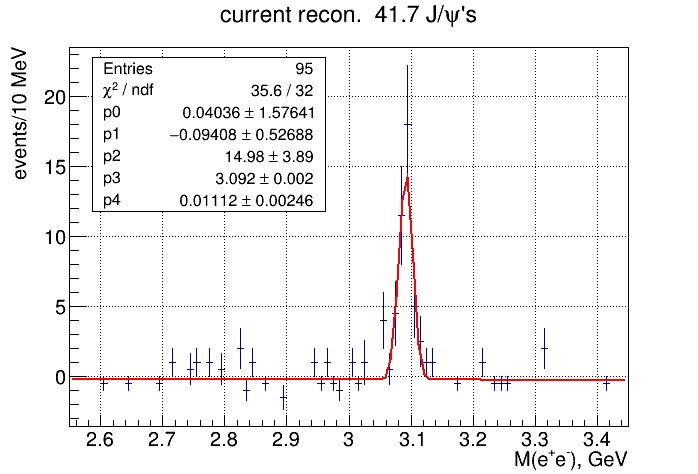 current recon. 41.7 J/ψ's
events/10 MeV
Entries 95
χ² / ndf 35.6 / 32
p0 0.04036 ± 1.57641
p1 −0.09408 ± 0.52688
p2 14.98 ± 3.89
p3 3.092 ± 0.002
p4 0.01112 ± 0.00246
20
15
10
5
0
2.6 2.7 2.8 2.9 3 3.1 3.2 3.3 3.4
M(e⁺e⁻), GeV